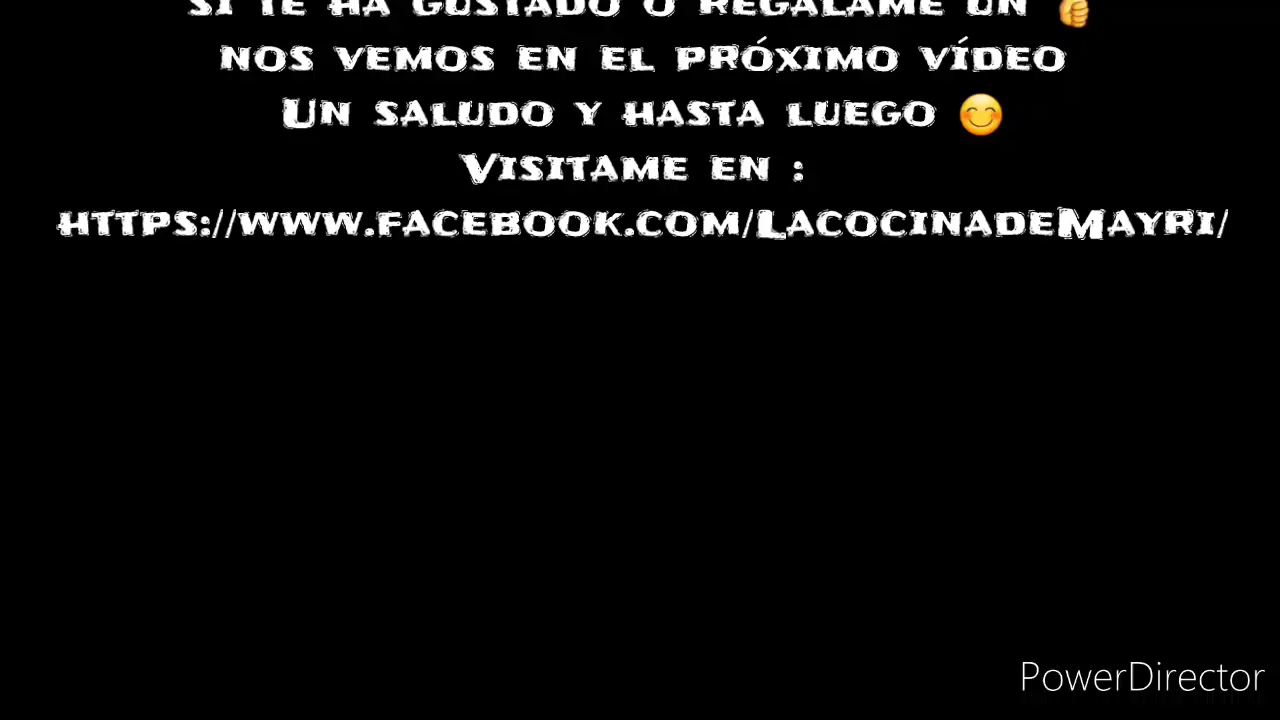 si te ha gustado o regalame un 👍
nos vemos en el próximo vídeo
Un saludo y hasta luego 😊
Visitame en :
https://www.facebook.com/LacocinadeMayri/
PowerDirector